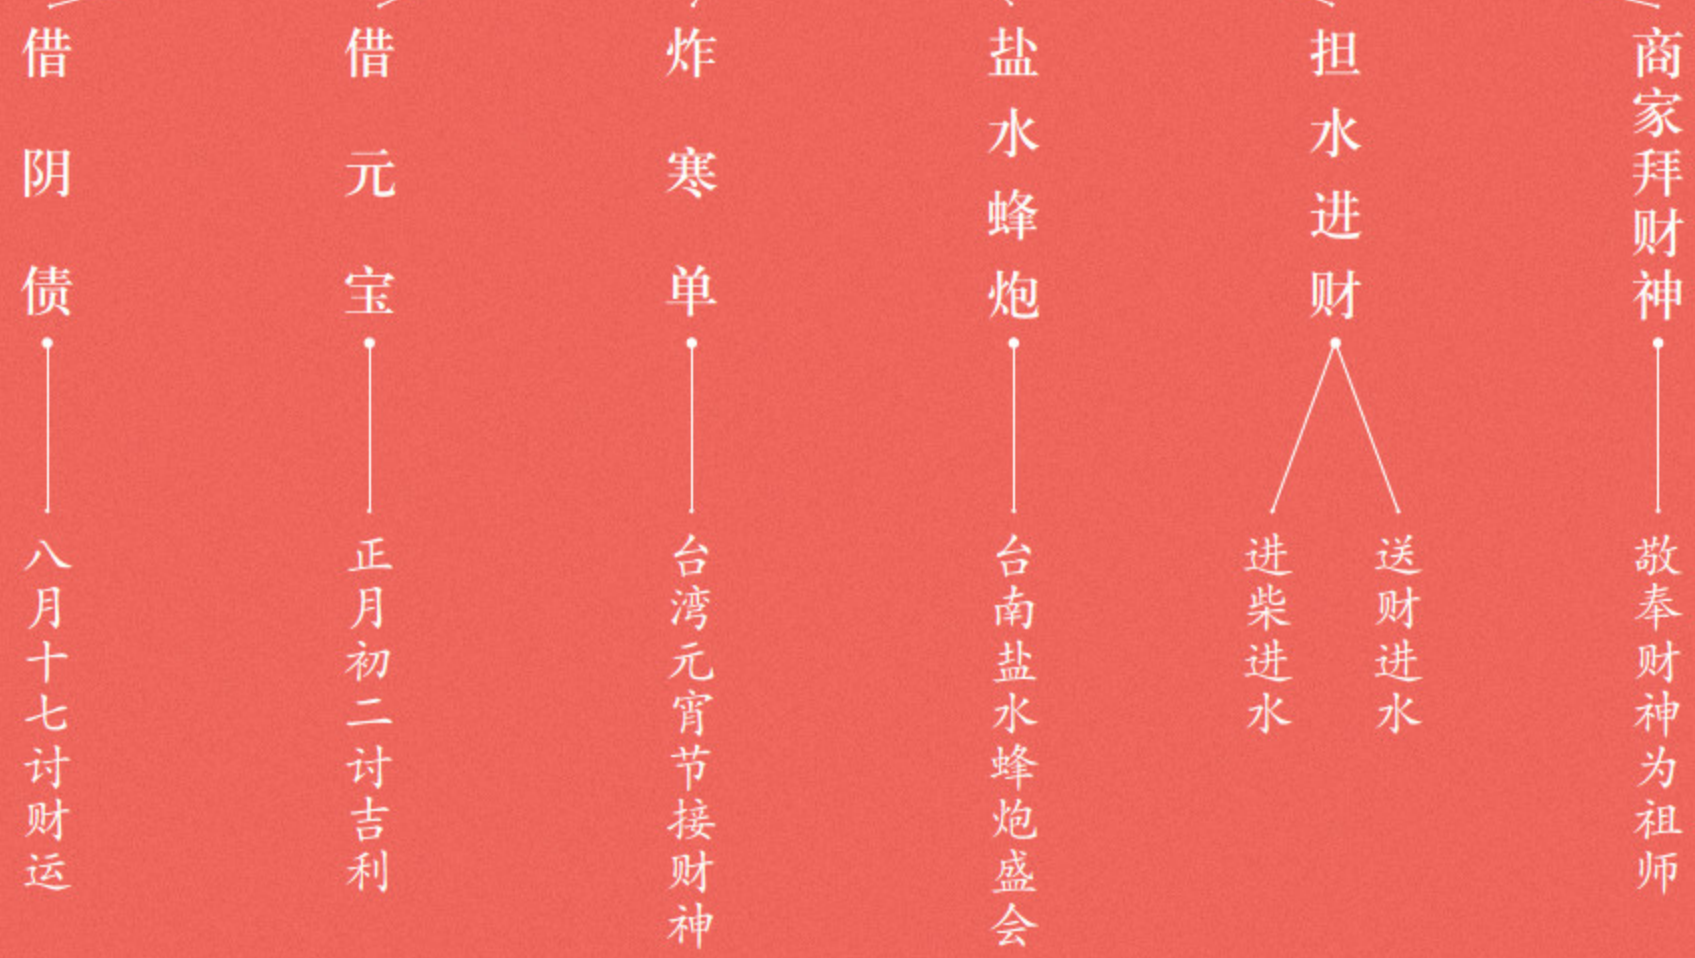 借阴债
借元宝
炸寒单
盐水蜂炮
担水进财
商家拜财神
八月十七讨财运
正月初二讨吉利
台湾元宵节接财神
台南盐水蜂炮盛会
进柴进水
送财进水
敬奉财神为祖师